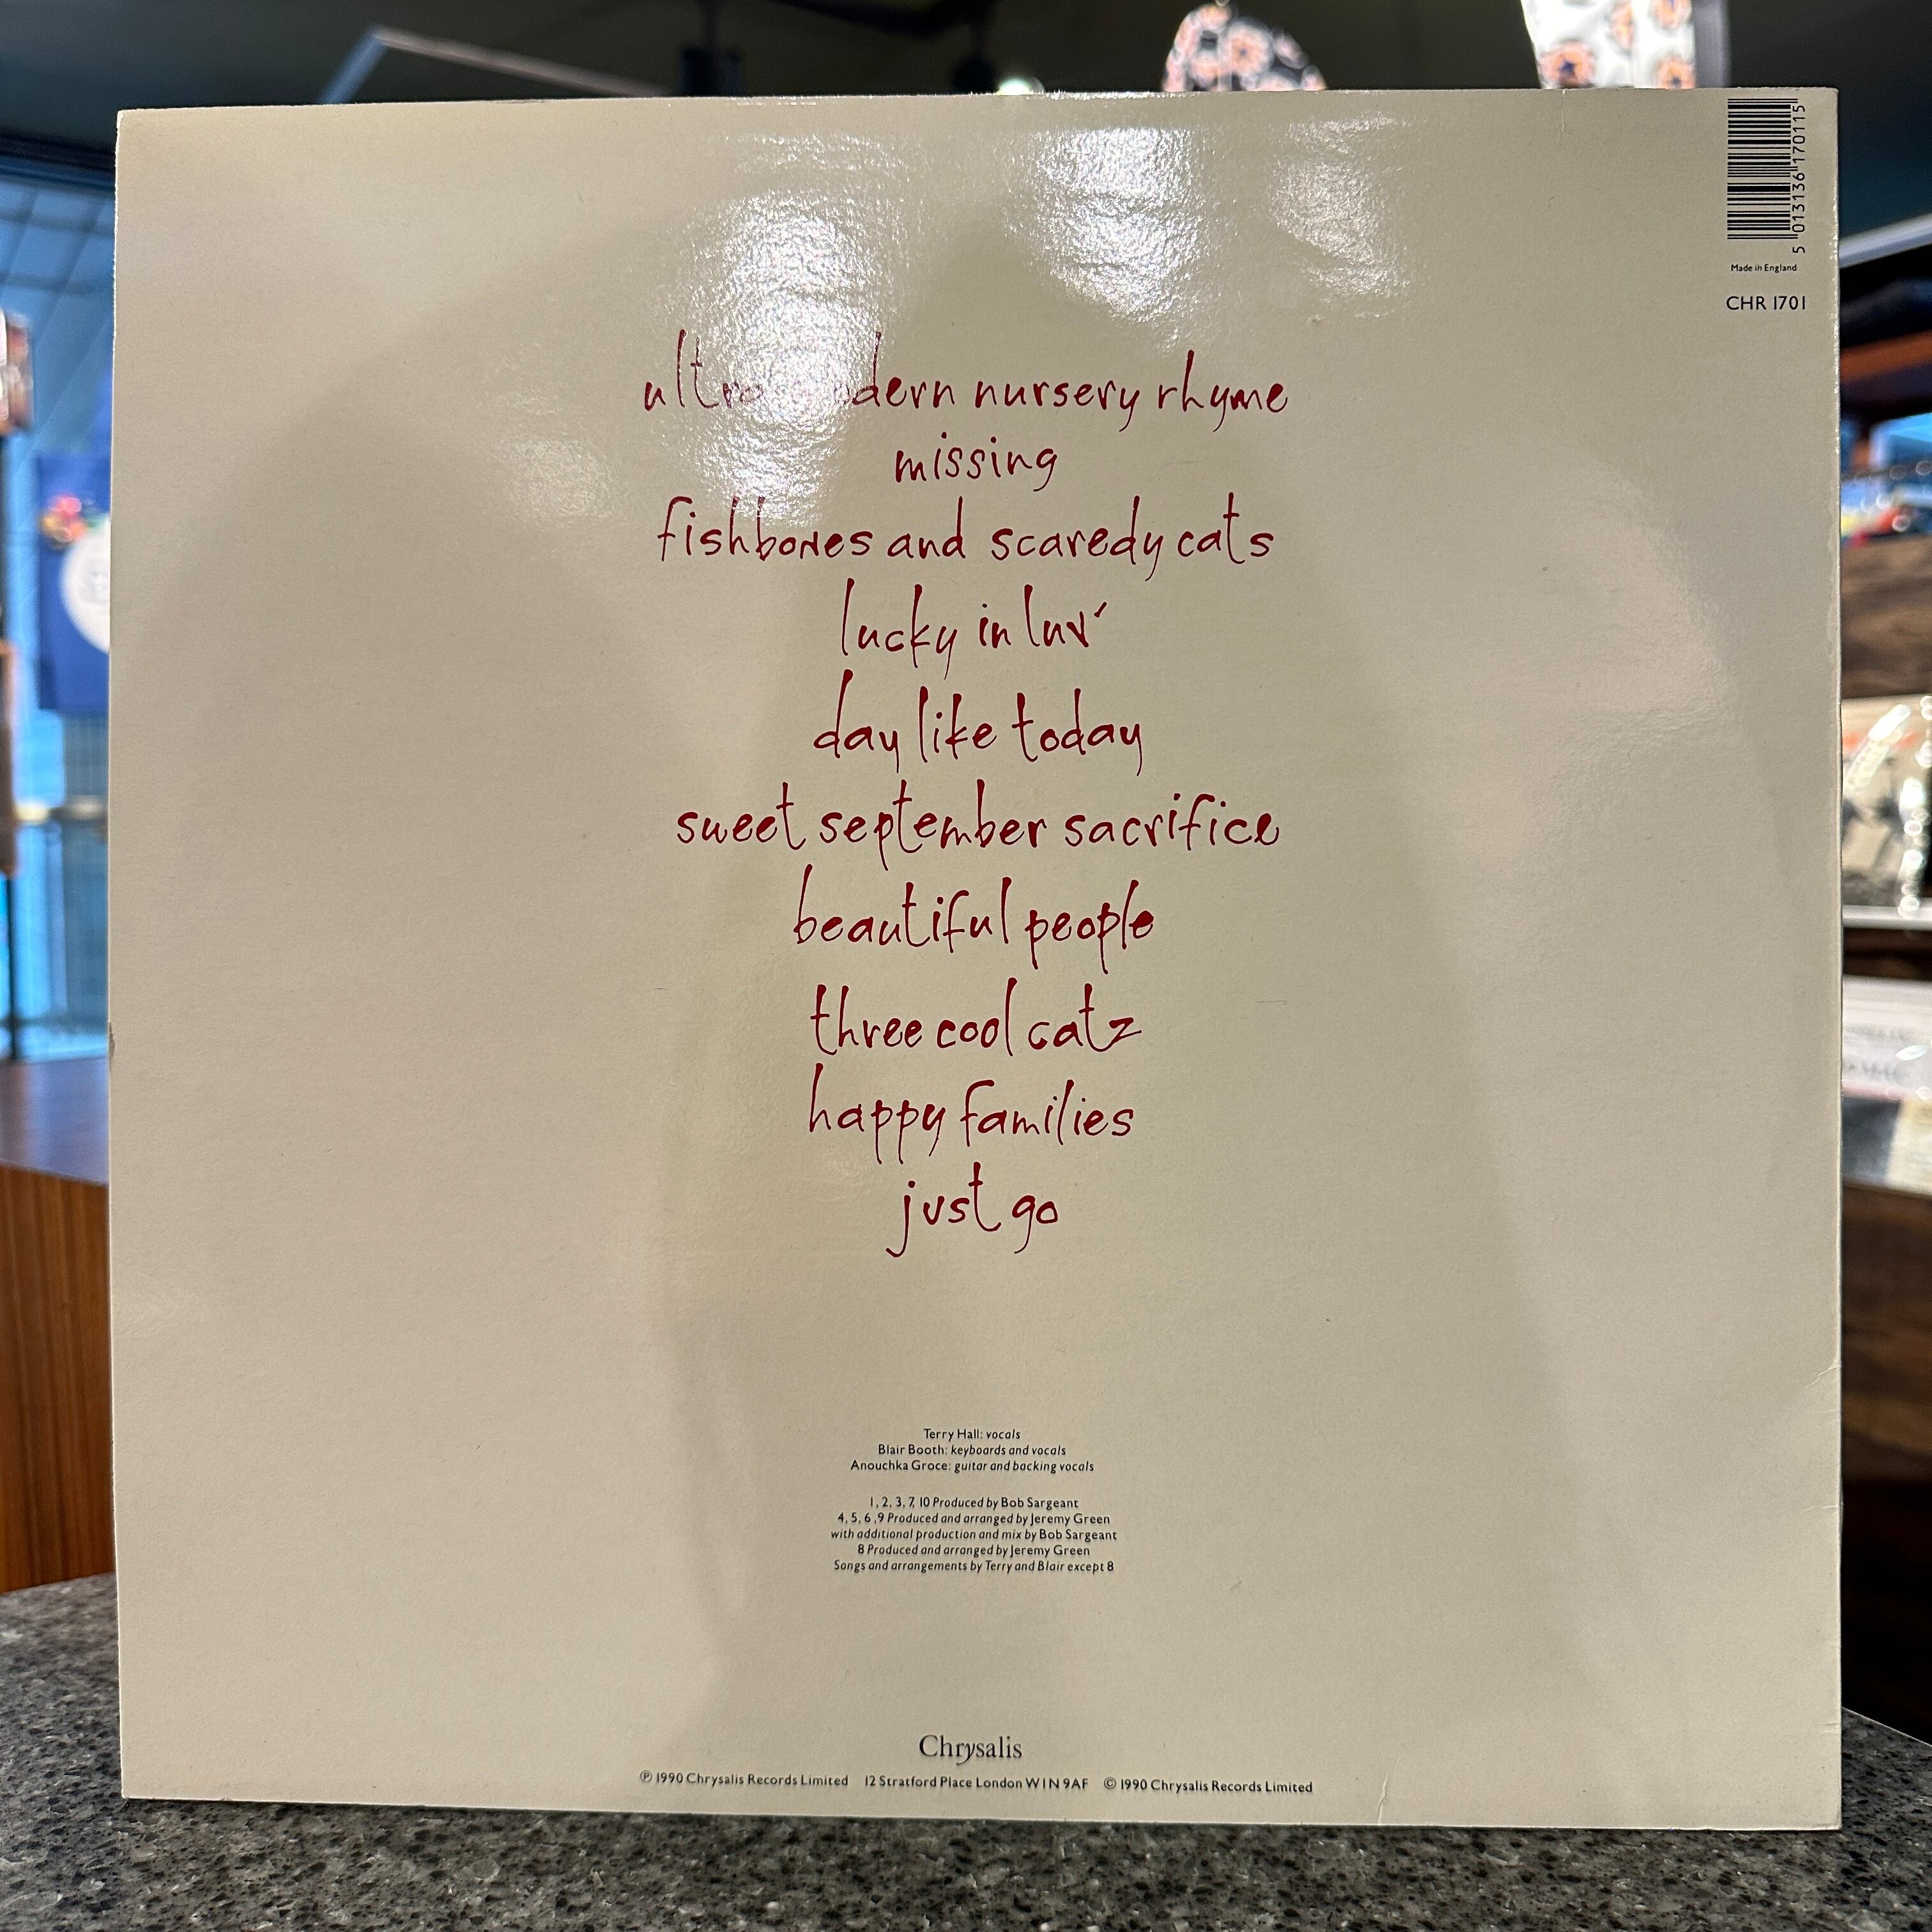 5 013136 170115
Made in England
CHR 1701
ultra modern nursery rhyme
missing
fishbones and scaredy cats
lucky in luv'
day like today
sweet september sacrifice
beautiful people
three cool catz
happy families
just go
Terry Hall: vocals
Blair Booth: keyboards and vocals
Anouchka Groce: guitar and backing vocals
1, 2, 3, 7, 10 Produced by Bob Sargeant
4, 5, 6 ,9 Produced and arranged by Jeremy Green
with additional production and mix by Bob Sargeant
8 Produced and arranged by Jeremy Green
Songs and arrangements by Terry and Blair except 8
Chrysalis
℗ 1990 Chrysalis Records Limited 12 Stratford Place London W1N 9AF © 1990 Chrysalis Records Limited